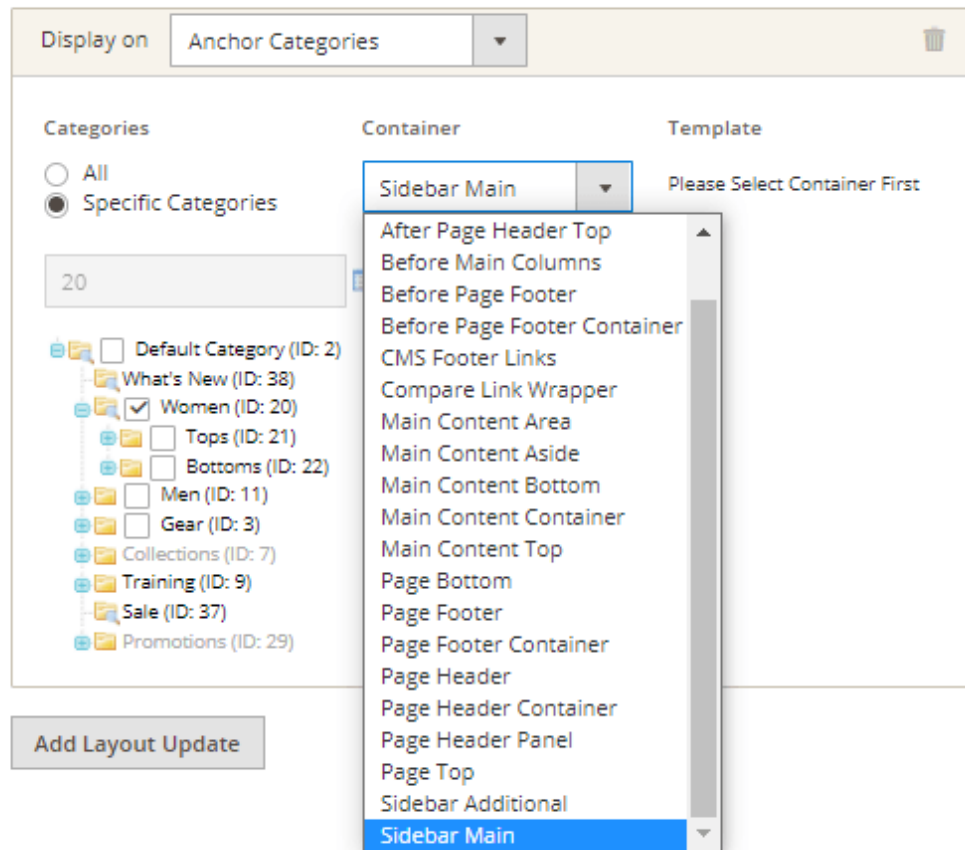 Display on
Anchor Categories
Categories
Container
Template
All
Specific Categories
Sidebar Main
Please Select Container First
20
Default Category (ID: 2)
What's New (ID: 38)
Women (ID: 20)
Tops (ID: 21)
Bottoms (ID: 22)
Men (ID: 11)
Gear (ID: 3)
Collections (ID: 7)
Training (ID: 9)
Sale (ID: 37)
Promotions (ID: 29)
After Page Header Top
Before Main Columns
Before Page Footer
Before Page Footer Container
CMS Footer Links
Compare Link Wrapper
Main Content Area
Main Content Aside
Main Content Bottom
Main Content Container
Main Content Top
Page Bottom
Page Footer
Page Footer Container
Page Header
Page Header Container
Page Header Panel
Page Top
Sidebar Additional
Sidebar Main
Add Layout Update